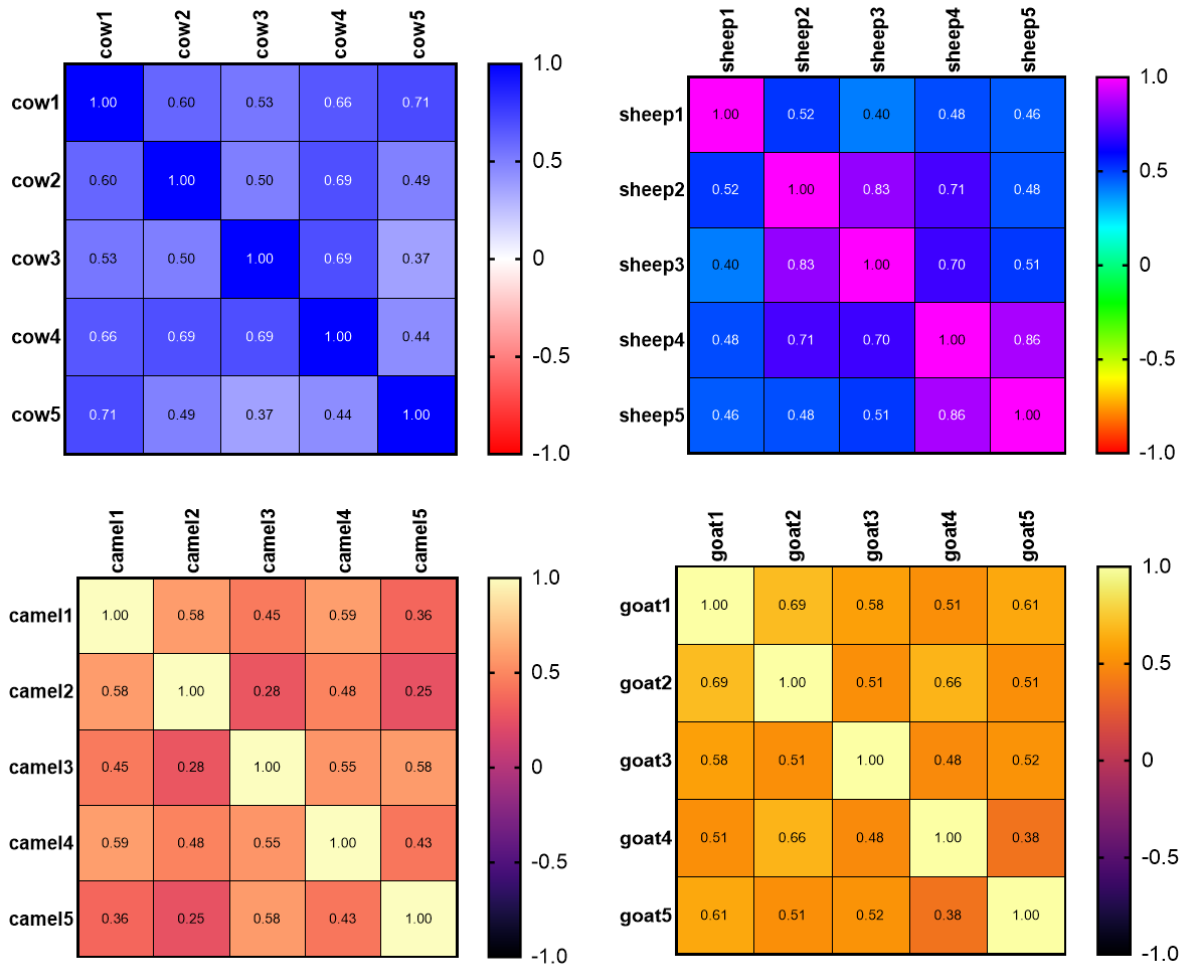 cow1 cow2 cow3 cow4 cow5
cow1 1.00 0.60 0.53 0.66 0.71
cow2 0.60 1.00 0.50 0.69 0.49
cow3 0.53 0.50 1.00 0.69 0.37
cow4 0.66 0.69 0.69 1.00 0.44
cow5 0.71 0.49 0.37 0.44 1.00
1.0
0.5
0
-0.5
-1.0
sheep1 sheep2 sheep3 sheep4 sheep5
sheep1 1.00 0.52 0.40 0.48 0.46
sheep2 0.52 1.00 0.83 0.71 0.48
sheep3 0.40 0.83 1.00 0.70 0.51
sheep4 0.48 0.71 0.70 1.00 0.86
sheep5 0.46 0.48 0.51 0.86 1.00
1.0
0.5
0
-0.5
-1.0
camel1 camel2 camel3 camel4 camel5
camel1 1.00 0.58 0.45 0.59 0.36
camel2 0.58 1.00 0.28 0.48 0.25
camel3 0.45 0.28 1.00 0.55 0.58
camel4 0.59 0.48 0.55 1.00 0.43
camel5 0.36 0.25 0.58 0.43 1.00
1.0
0.5
0
-0.5
-1.0
goat1 goat2 goat3 goat4 goat5
goat1 1.00 0.69 0.58 0.51 0.61
goat2 0.69 1.00 0.51 0.66 0.51
goat3 0.58 0.51 1.00 0.48 0.52
goat4 0.51 0.66 0.48 1.00 0.38
goat5 0.61 0.51 0.52 0.38 1.00
1.0
0.5
0
-0.5
-1.0